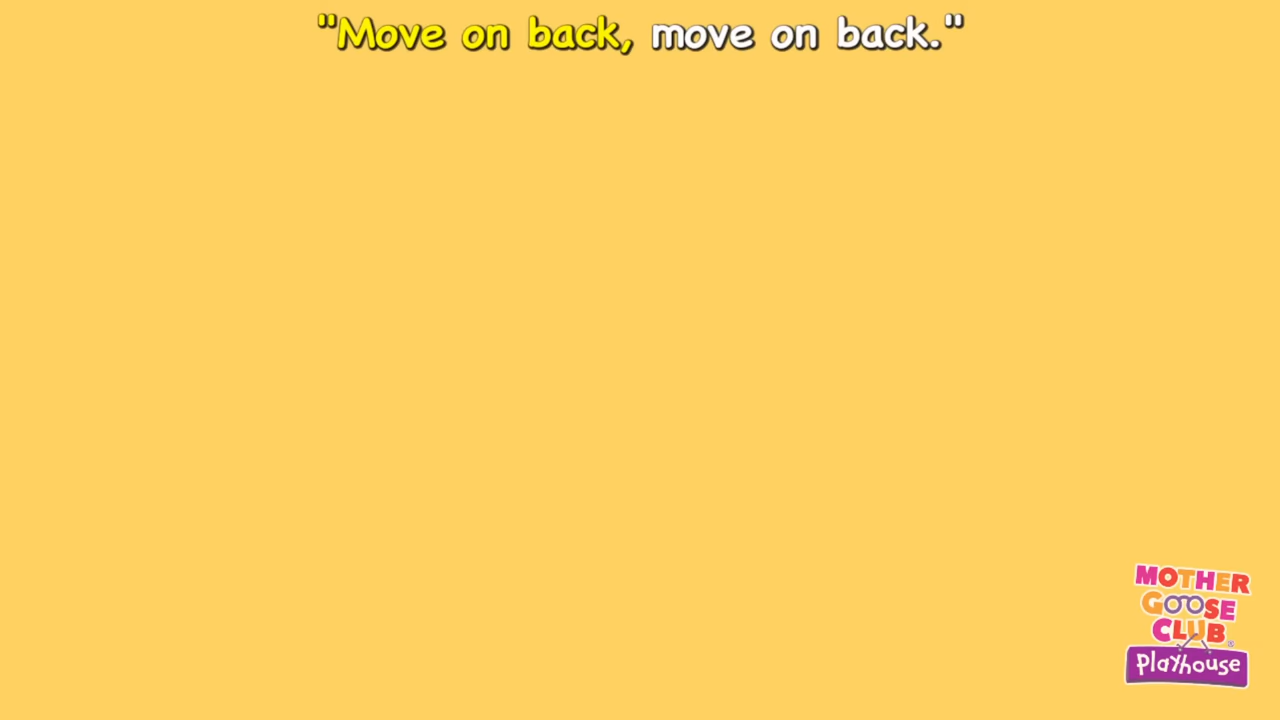 "Move on back, move on back."
MOTHER
GOOSE
CLUB®
Playhouse